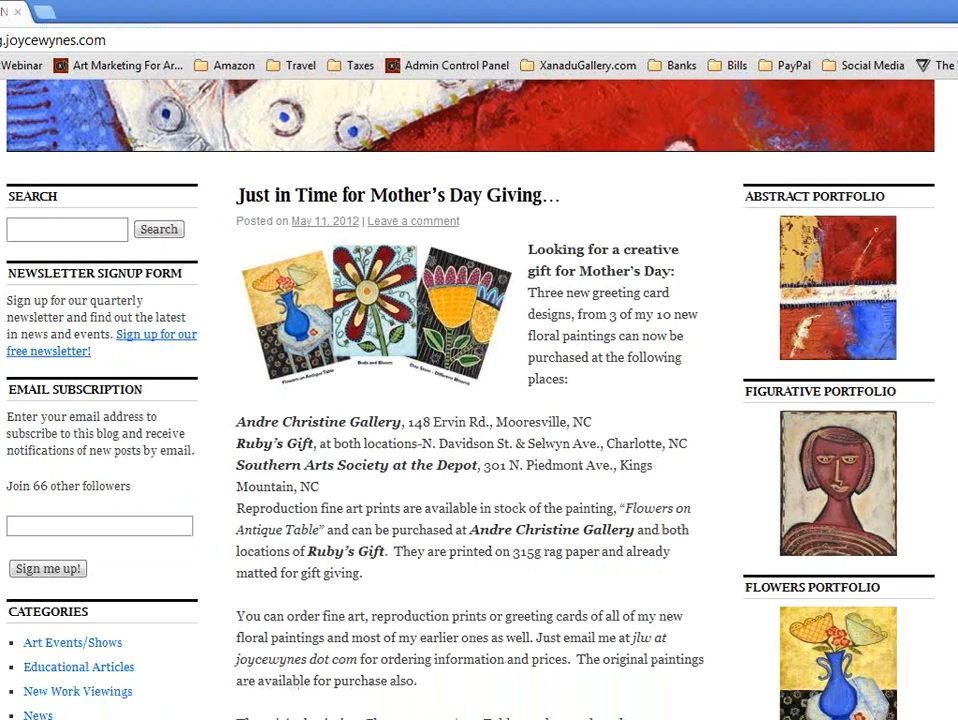 N ×
g.joycewynes.com
Webinar Art Marketing For Ar... Amazon Travel Taxes Admin Control Panel XanaduGallery.com Banks Bills PayPal Social Media The
SEARCH
Search
NEWSLETTER SIGNUP FORM
Sign up for our quarterly
newsletter and find out the latest
in news and events. Sign up for our
free newsletter!
EMAIL SUBSCRIPTION
Enter your email address to
subscribe to this blog and receive
notifications of new posts by email.
Join 66 other followers
Sign me up!
CATEGORIES
Art Events/Shows
Educational Articles
New Work Viewings
News
Just in Time for Mother's Day Giving…
Posted on May 11, 2012 | Leave a comment
Flowers on Antique Table
Buds and Blooms
One Stem - Different Blooms
Looking for a creative
gift for Mother's Day:
Three new greeting card
designs, from 3 of my 10 new
floral paintings can now be
purchased at the following
places:
Andre Christine Gallery, 148 Ervin Rd., Mooresville, NC
Ruby's Gift, at both locations-N. Davidson St. & Selwyn Ave., Charlotte, NC
Southern Arts Society at the Depot, 301 N. Piedmont Ave., Kings
Mountain, NC
Reproduction fine art prints are available in stock of the painting, “Flowers on
Antique Table” and can be purchased at Andre Christine Gallery and both
locations of Ruby's Gift. They are printed on 315g rag paper and already
matted for gift giving.
You can order fine art, reproduction prints or greeting cards of all of my new
floral paintings and most of my earlier ones as well. Just email me at jlw at
joycewynes dot com for ordering information and prices. The original paintings
are available for purchase also.
ABSTRACT PORTFOLIO
FIGURATIVE PORTFOLIO
FLOWERS PORTFOLIO